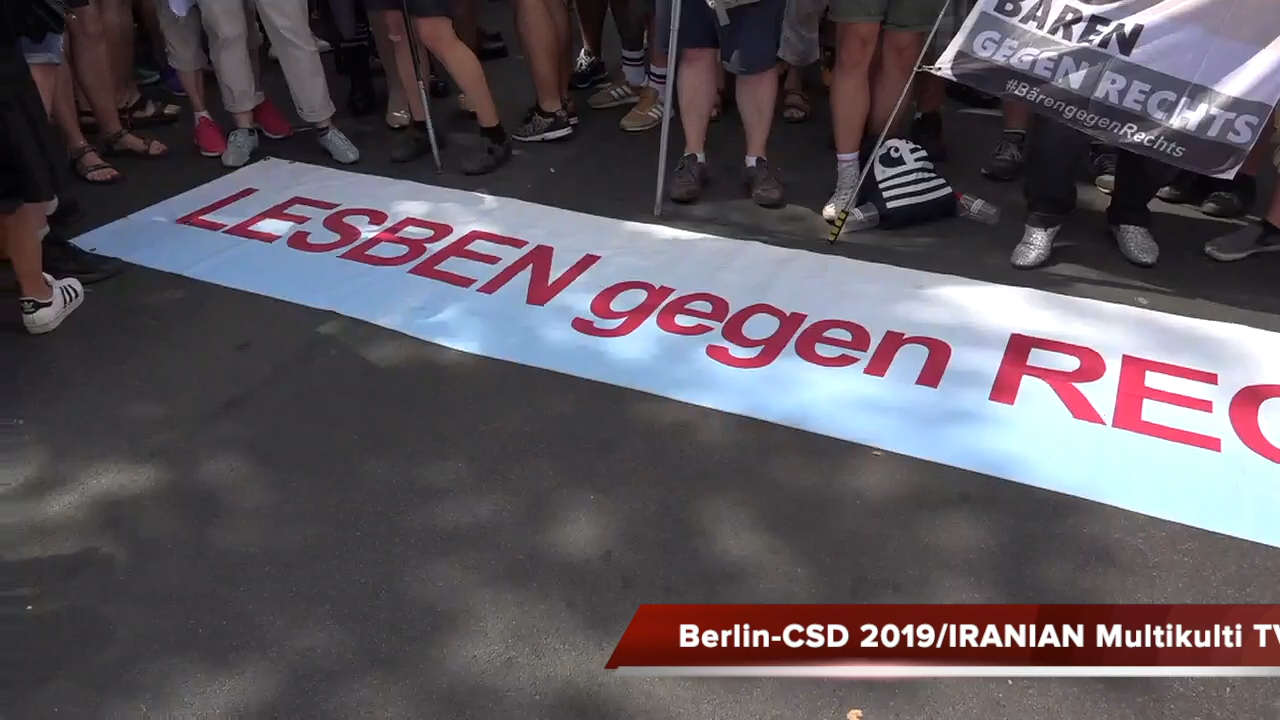 BÄREN
GEGEN RECHTS
#BärengegenRechts
LESBEN gegen REC
Berlin-CSD 2019/IRANIAN Multikulti TV